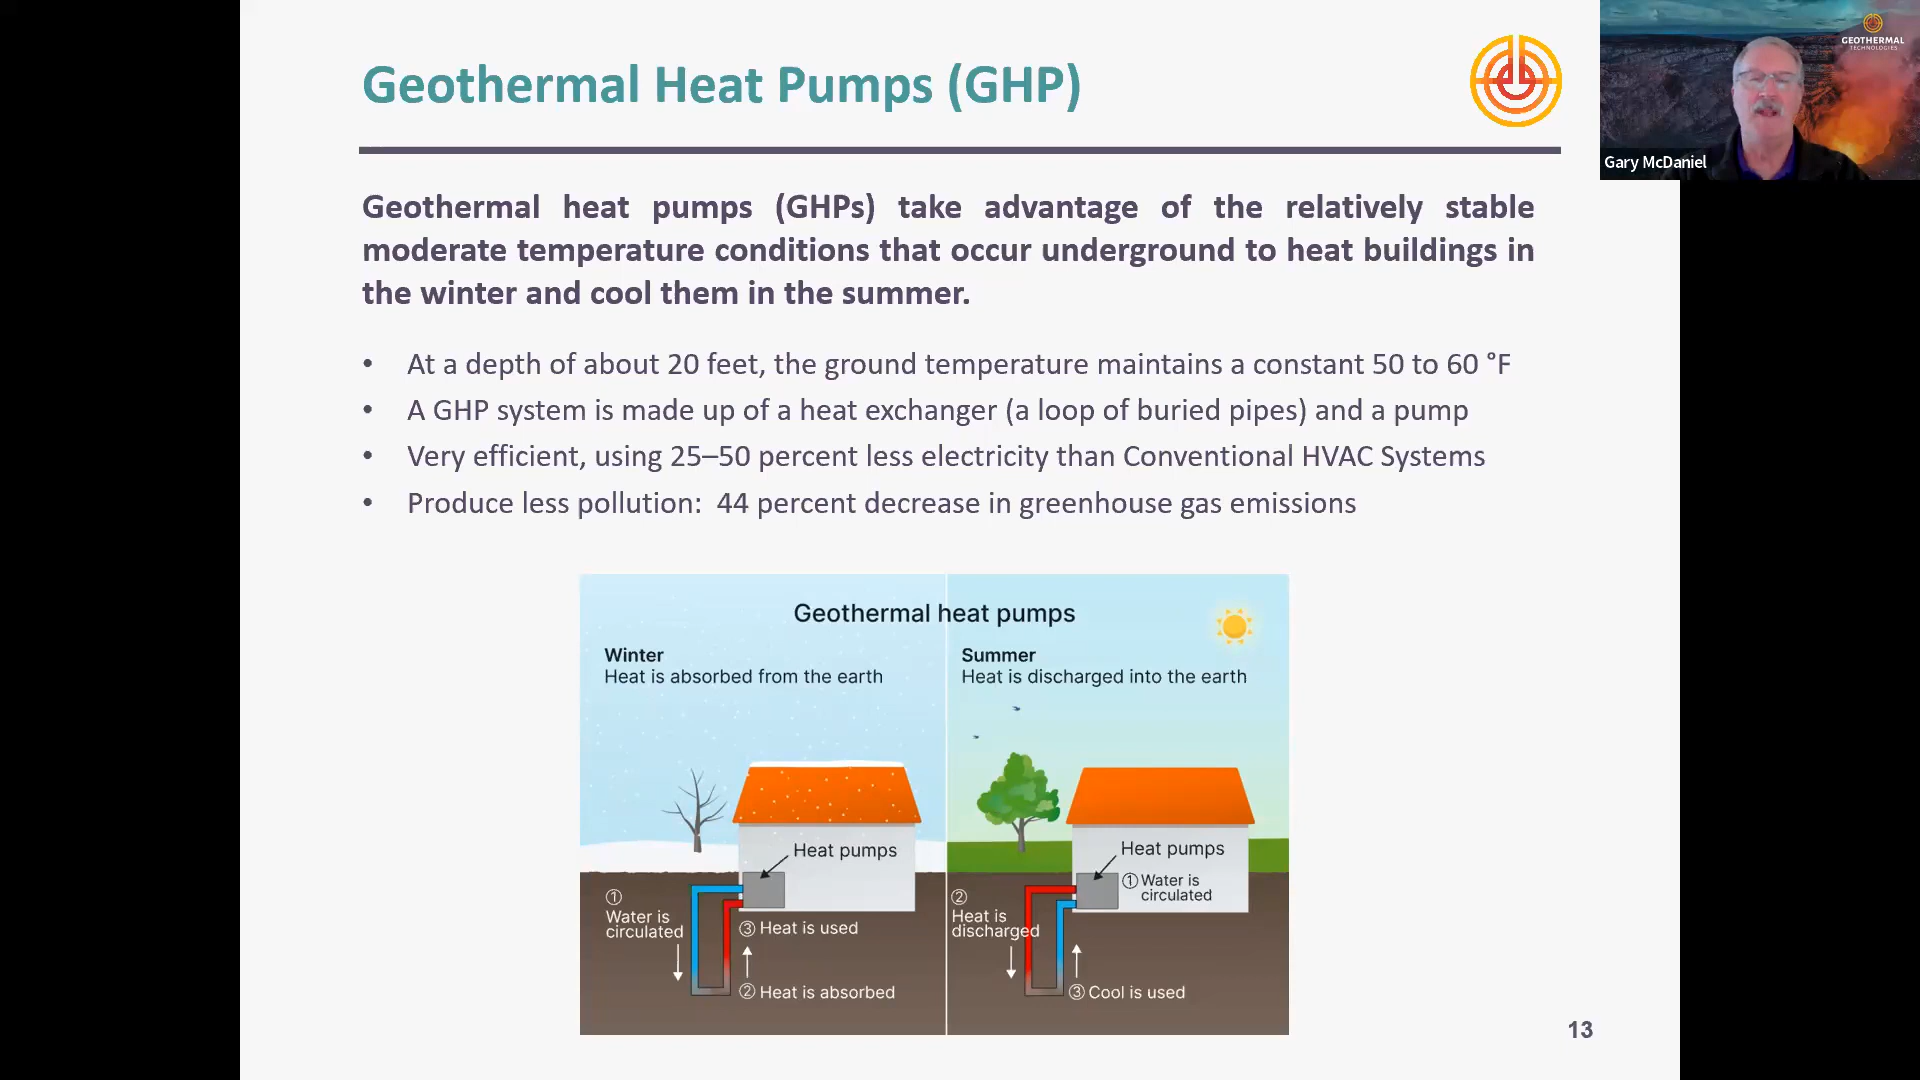 Geothermal Heat Pumps (GHP)
GEOTHERMAL
TECHNOLOGIES
Gary McDaniel
Geothermal heat pumps (GHPs) take advantage of the relatively stable
moderate temperature conditions that occur underground to heat buildings in
the winter and cool them in the summer.
• At a depth of about 20 feet, the ground temperature maintains a constant 50 to 60 °F
• A GHP system is made up of a heat exchanger (a loop of buried pipes) and a pump
• Very efficient, using 25–50 percent less electricity than Conventional HVAC Systems
• Produce less pollution:  44 percent decrease in greenhouse gas emissions
Geothermal heat pumps
Winter
Heat is absorbed from the earth
Heat pumps
①
Water is
circulated
③ Heat is used
② Heat is absorbed
Summer
Heat is discharged into the earth
Heat pumps
① Water is
circulated
②
Heat is
discharged
③ Cool is used
13